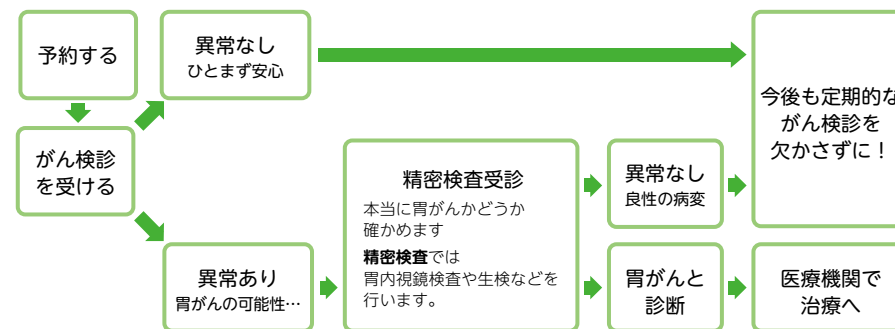 予約する
がん検診
を受ける
異常なし
ひとまず安心
異常あり
胃がんの可能性…
精密検査受診
本当に胃がんかどうか
確かめます
精密検査では
胃内視鏡検査や生検などを
行います。
異常なし
良性の病変
胃がんと
診断
今後も定期的な
がん検診を
欠かさずに！
医療機関で
治療へ